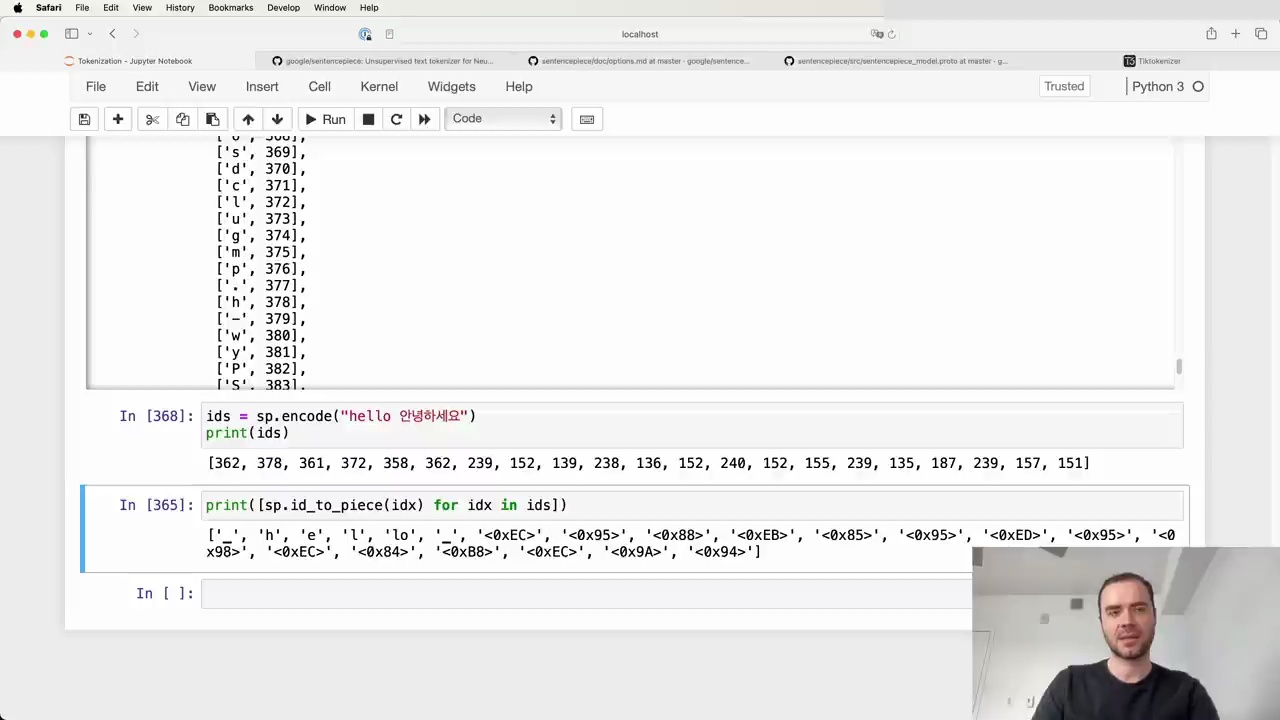 Safari File Edit View History Bookmarks Develop Window Help
localhost
Tokenization - Jupyter Notebook
google/sentencepiece: Unsupervised text tokenizer for Neu...
sentencepiece/doc/options.md at master · google/sentence...
sentencepiece/src/sentencepiece_model.proto at master · g...
T3 Tiktokenizer
File Edit View Insert Cell Kernel Widgets Help
Trusted
Python 3
Run
Code
['s', 369],
['d', 370],
['c', 371],
['l', 372],
['u', 373],
['g', 374],
['m', 375],
['p', 376],
['.', 377],
['h', 378],
['-', 379],
['w', 380],
['y', 381],
['P', 382],
['S', 383],
In [368]: ids = sp.encode("hello 안녕하세요")
print(ids)
[362, 378, 361, 372, 358, 362, 239, 152, 139, 238, 136, 152, 240, 152, 155, 239, 135, 187, 239, 157, 151]
In [365]: print([sp.id_to_piece(idx) for idx in ids])
['▁', 'h', 'e', 'l', 'lo', '▁', '<0xEC>', '<0x95>', '<0x88>', '<0xEB>', '<0x85>', '<0x95>', '<0xED>', '<0x95>', '<0
x98>', '<0xEC>', '<0x84>', '<0xB8>', '<0xEC>', '<0x9A>', '<0x94>']
In [ ]: